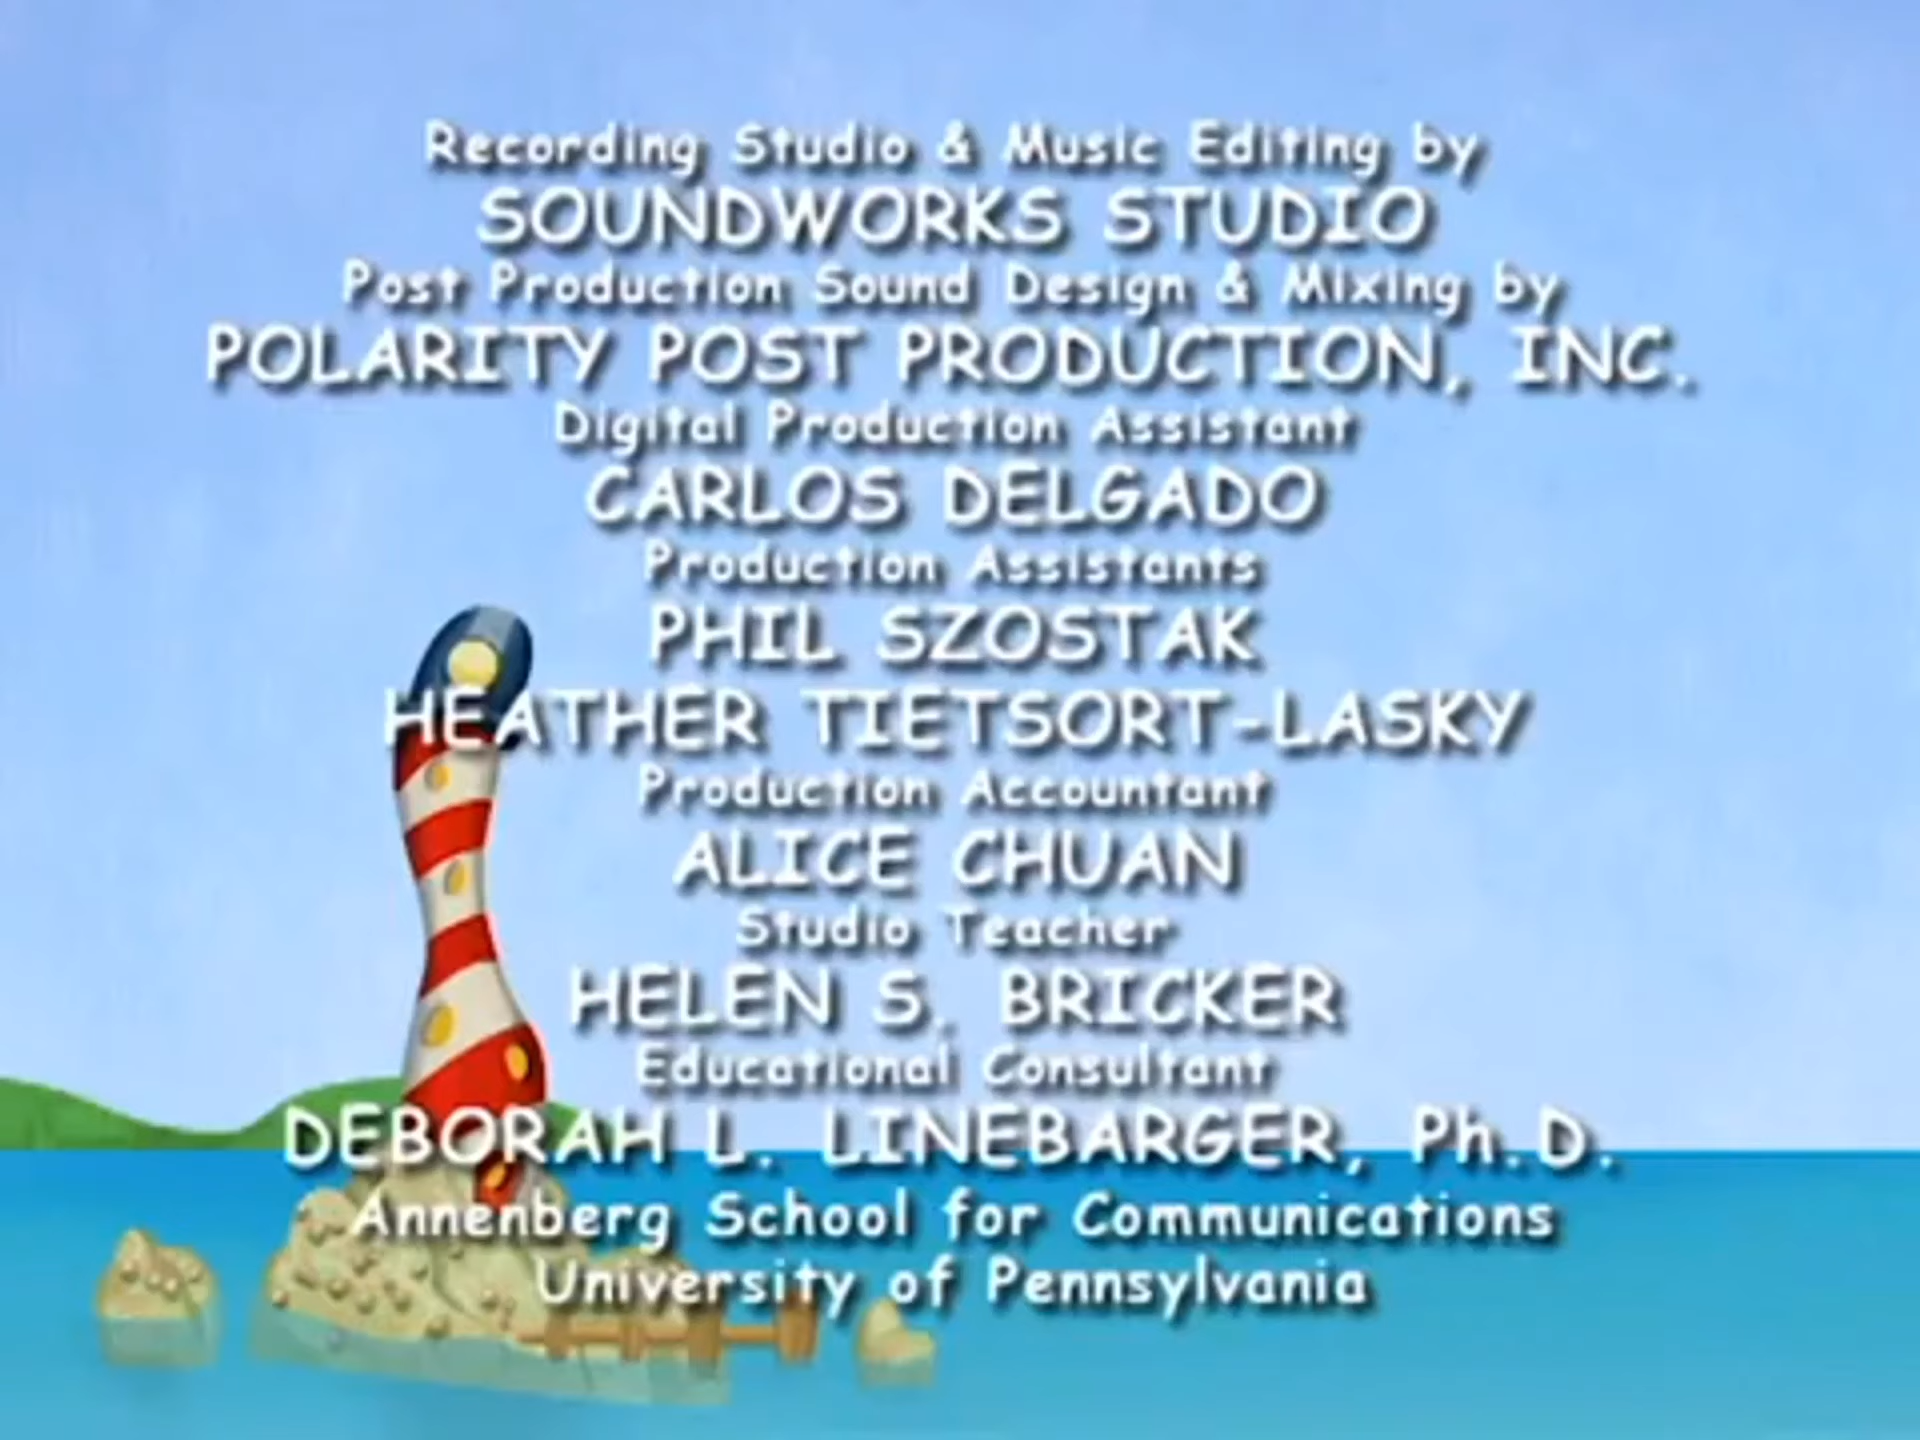 Recording Studio & Music Editing by
SOUNDWORKS STUDIO
Post Production Sound Design & Mixing by
POLARITY POST PRODUCTION, INC.
Digital Production Assistant
CARLOS DELGADO
Production Assistants
PHIL SZOSTAK
HEATHER TIETSORT-LASKY
Production Accountant
ALICE CHUAN
Studio Teacher
HELEN S. BRICKER
Educational Consultant
DEBORAH L. LINEBARGER, Ph.D.
Annenberg School for Communications
University of Pennsylvania